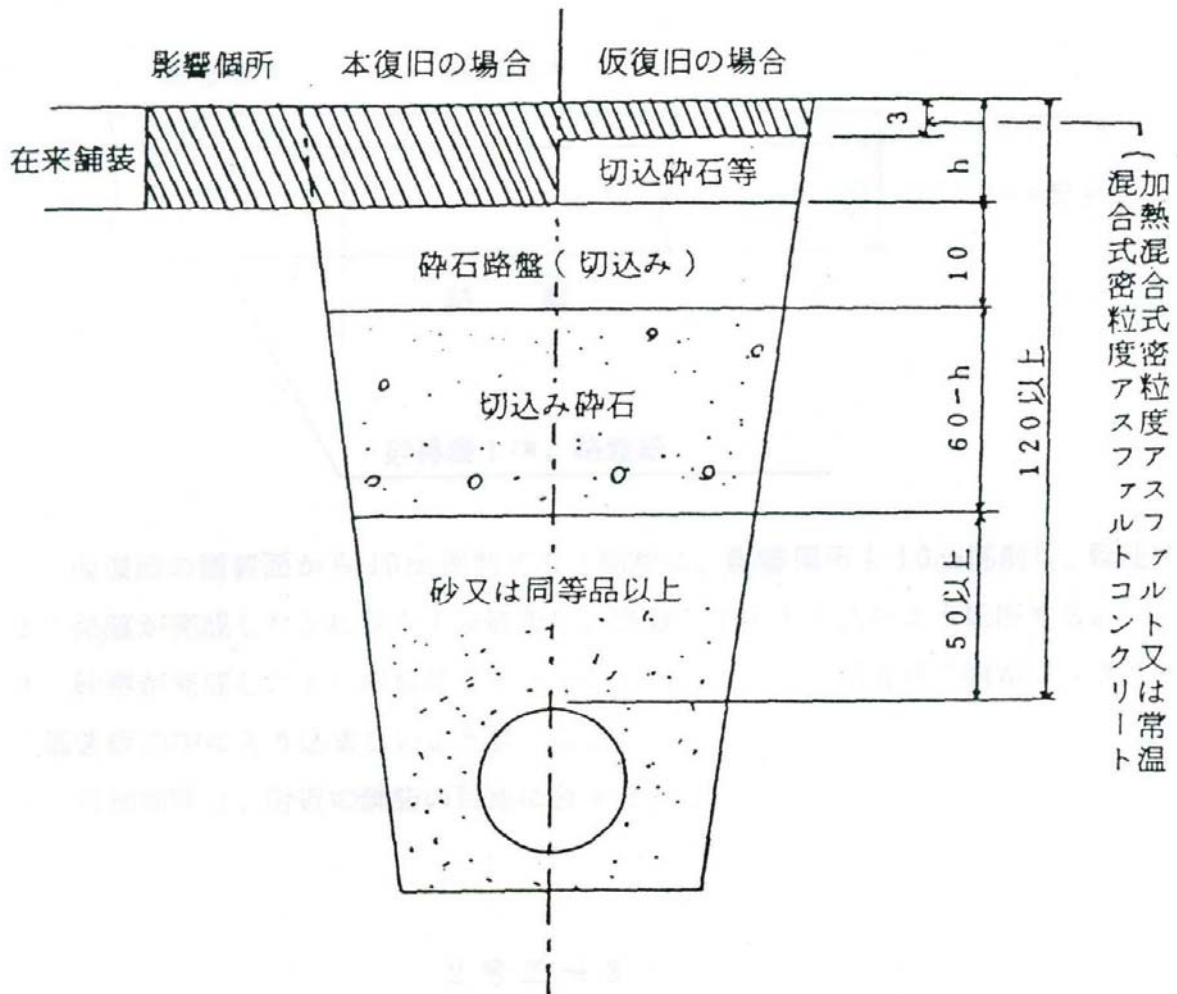 影響個所 本復旧の場合 仮復旧の場合
在来舗装
切込砕石等
3
h
加熱混合式密粒度アスファルト又は常温
混合式密粒度アスファルトコンクリート
砕石路盤(切込み)
10
切込み砕石
60-h
120以上
砂又は同等品以上
50以上